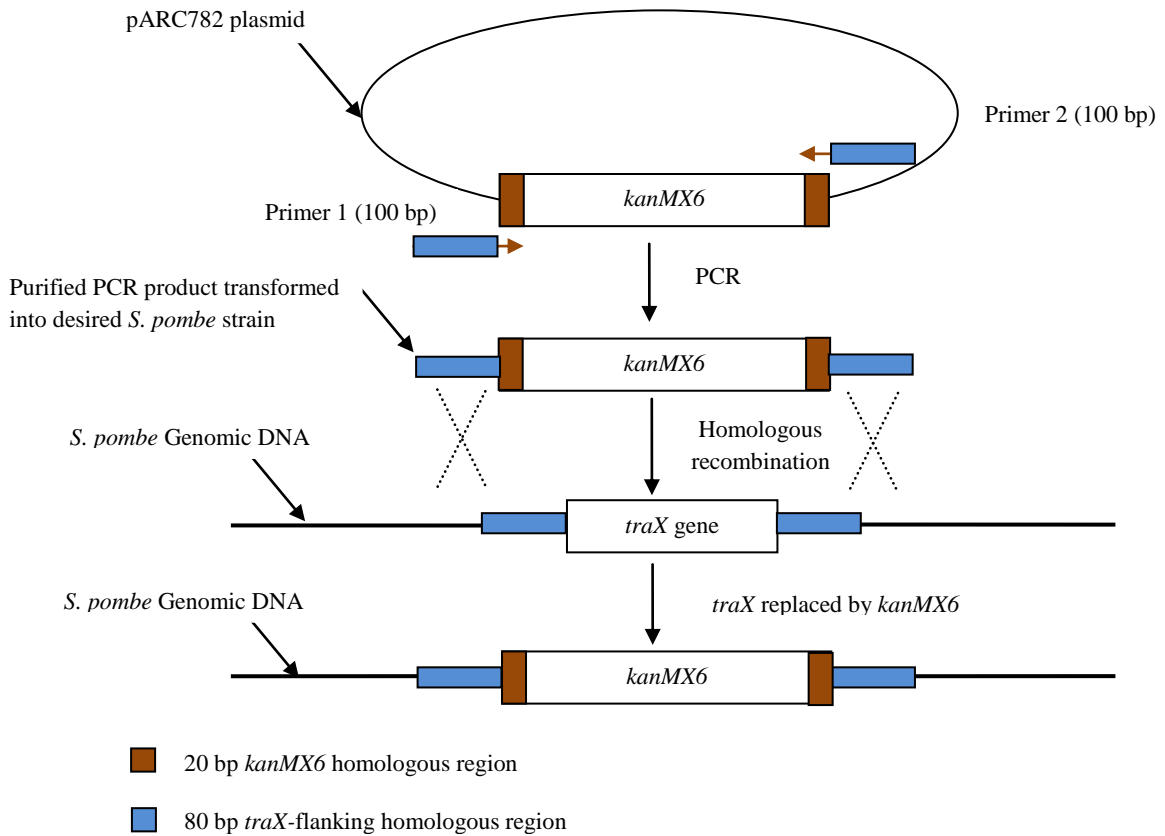 pARC782 plasmid
Primer 2 (100 bp)
kanMX6
Primer 1 (100 bp)
PCR
Purified PCR product transformed
into desired S. pombe strain
kanMX6
S. pombe Genomic DNA
Homologous
recombination
traX gene
S. pombe Genomic DNA
traX replaced by kanMX6
kanMX6
20 bp kanMX6 homologous region
80 bp traX-flanking homologous region